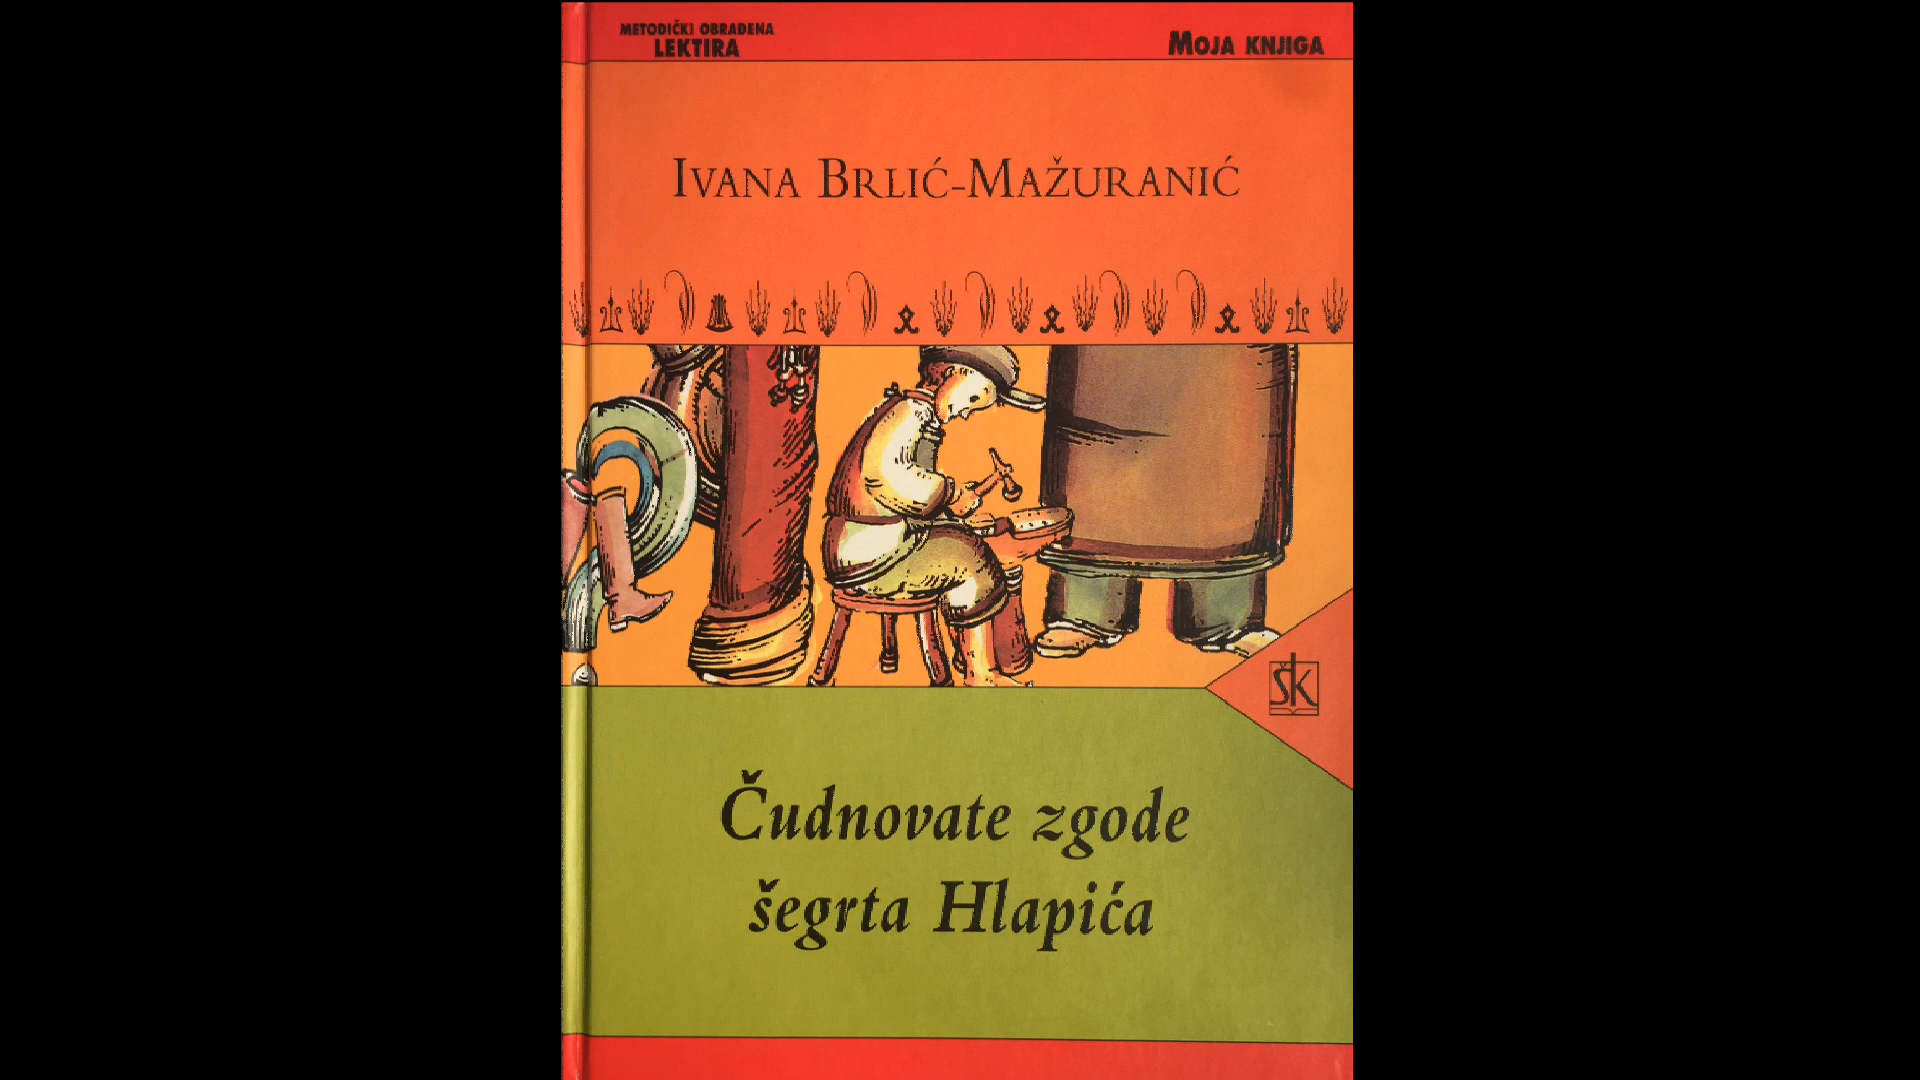 METODIČKI OBRAĐENA
LEKTIRA
MOJA KNJIGA
IVANA BRLIĆ-MAŽURANIĆ
ŠK
Čudnovate zgode
šegrta Hlapića